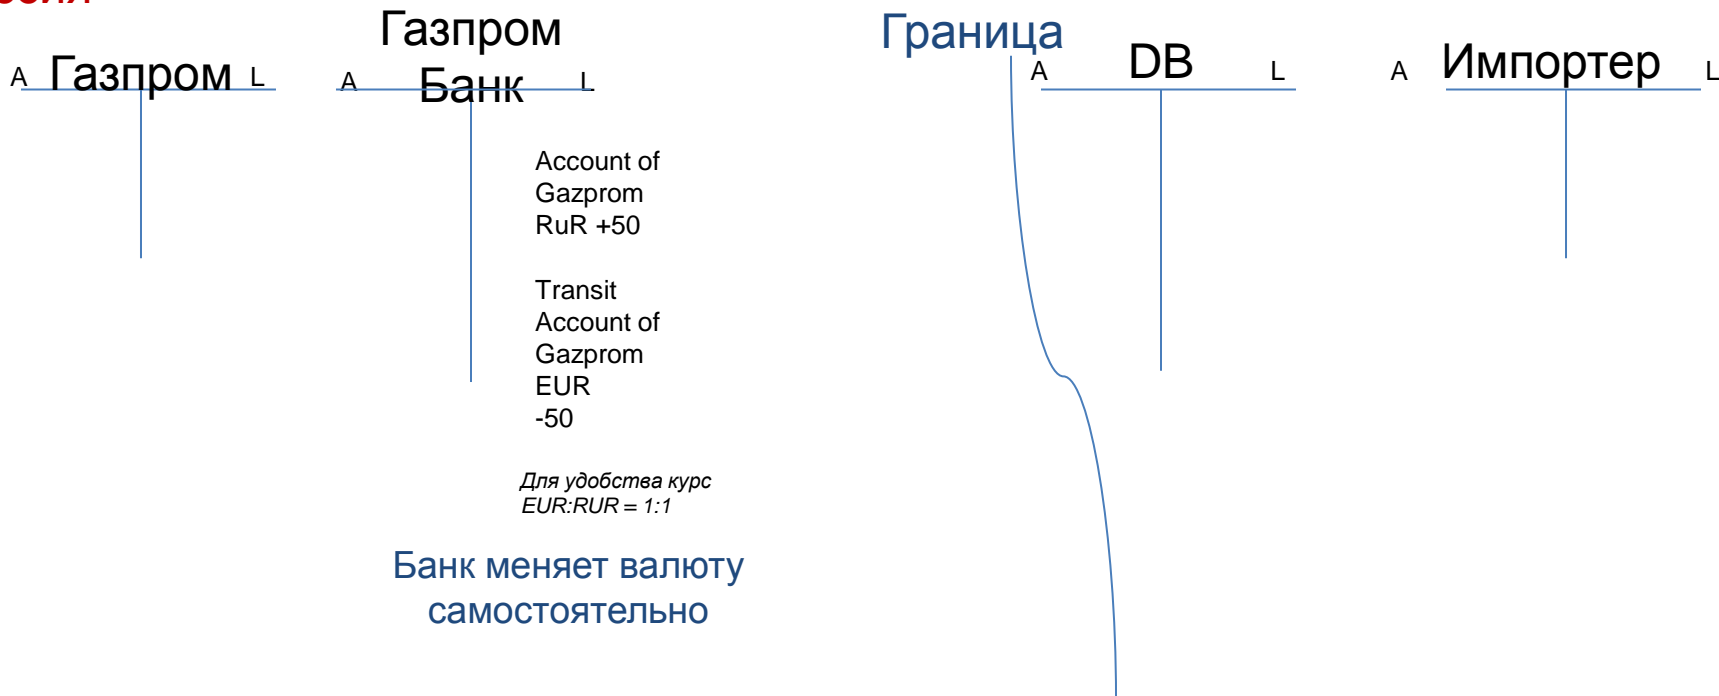 Газпром
Банк
Граница
A Газпром L
A L
A DB L
A Импортер L
Account of
Gazprom
RuR +50
Transit
Account of
Gazprom
EUR
-50
Для удобства курс
EUR:RUR = 1:1
Банк меняет валюту
самостоятельно